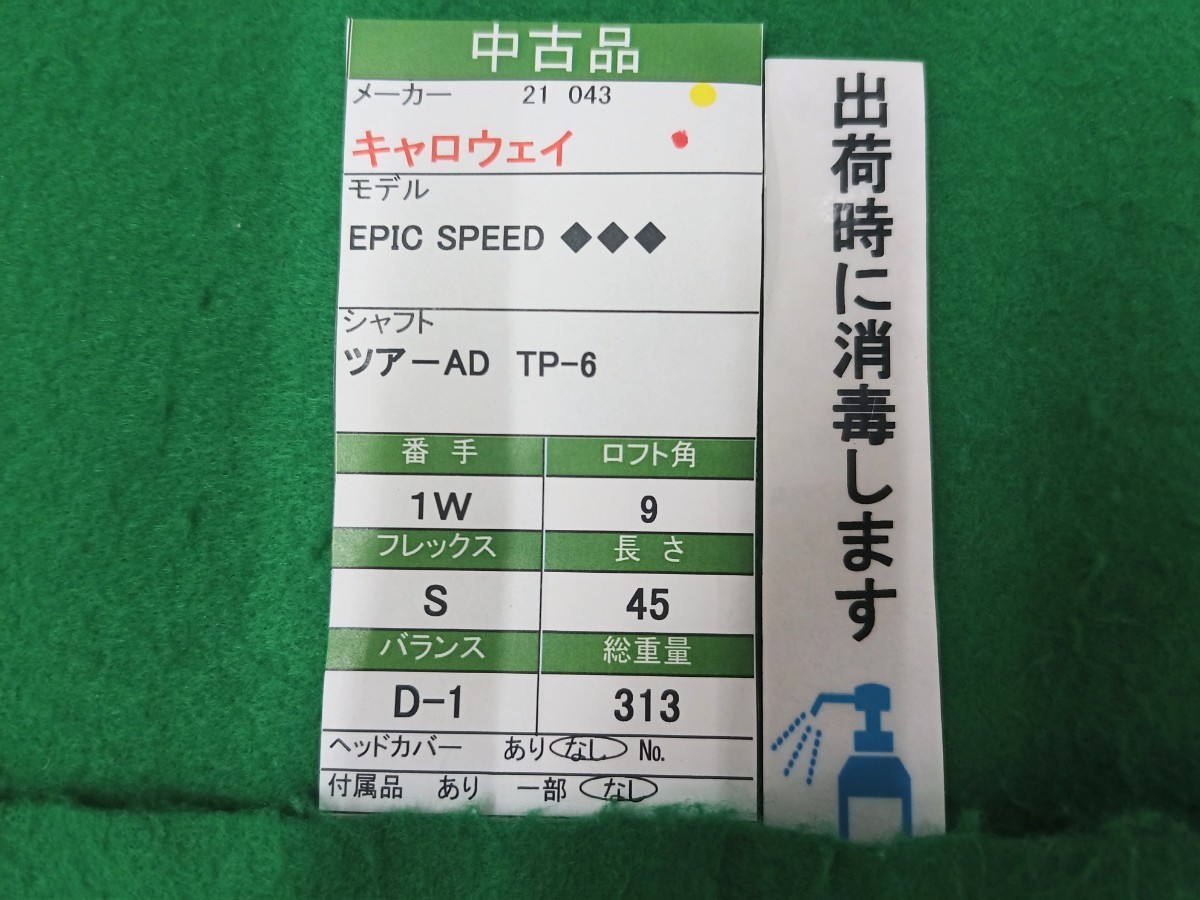 中古品
メーカー 21 043
キャロウェイ
モデル
EPIC SPEED ◆◆◆
シャフト
ツアーAD TP-6
番手 ロフト角
1W 9
フレックス 長さ
S 45
バランス 総重量
D-1 313
ヘッドカバー あり なし No.
付属品 あり 一部 なし
出荷時に消毒します